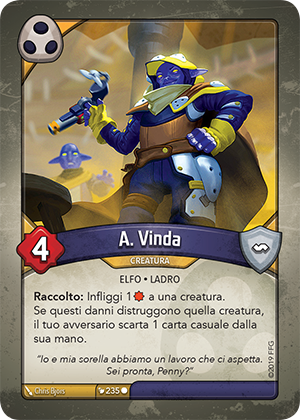 A. Vinda
4
CREATURA
ELFO • LADRO
Raccolto: Infliggi 1 a una creatura.
Se questi danni distruggono quella creatura,
il tuo avversario scarta 1 carta casuale dalla
sua mano.
"Io e mia sorella abbiamo un lavoro che ci aspetta.
Sei pronta, Penny?"
©2019 FFG
Chris Bjors
235